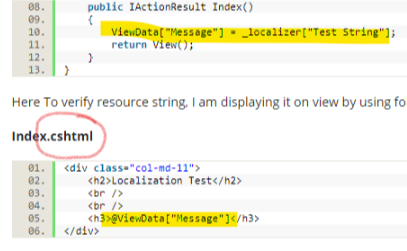 08. public IActionResult Index()
09. {
10. ViewData["Message"] = _localizer["Test String"];
11. return View();
12. }
13. }
Here To verify resource string, I am displaying it on view by using fo
Index.cshtml
01. <div class="col-md-11">
02. <h2>Localization Test</h2>
03. <br />
04. <br />
05. <h3>@ViewData["Message"]</h3>
06. </div>